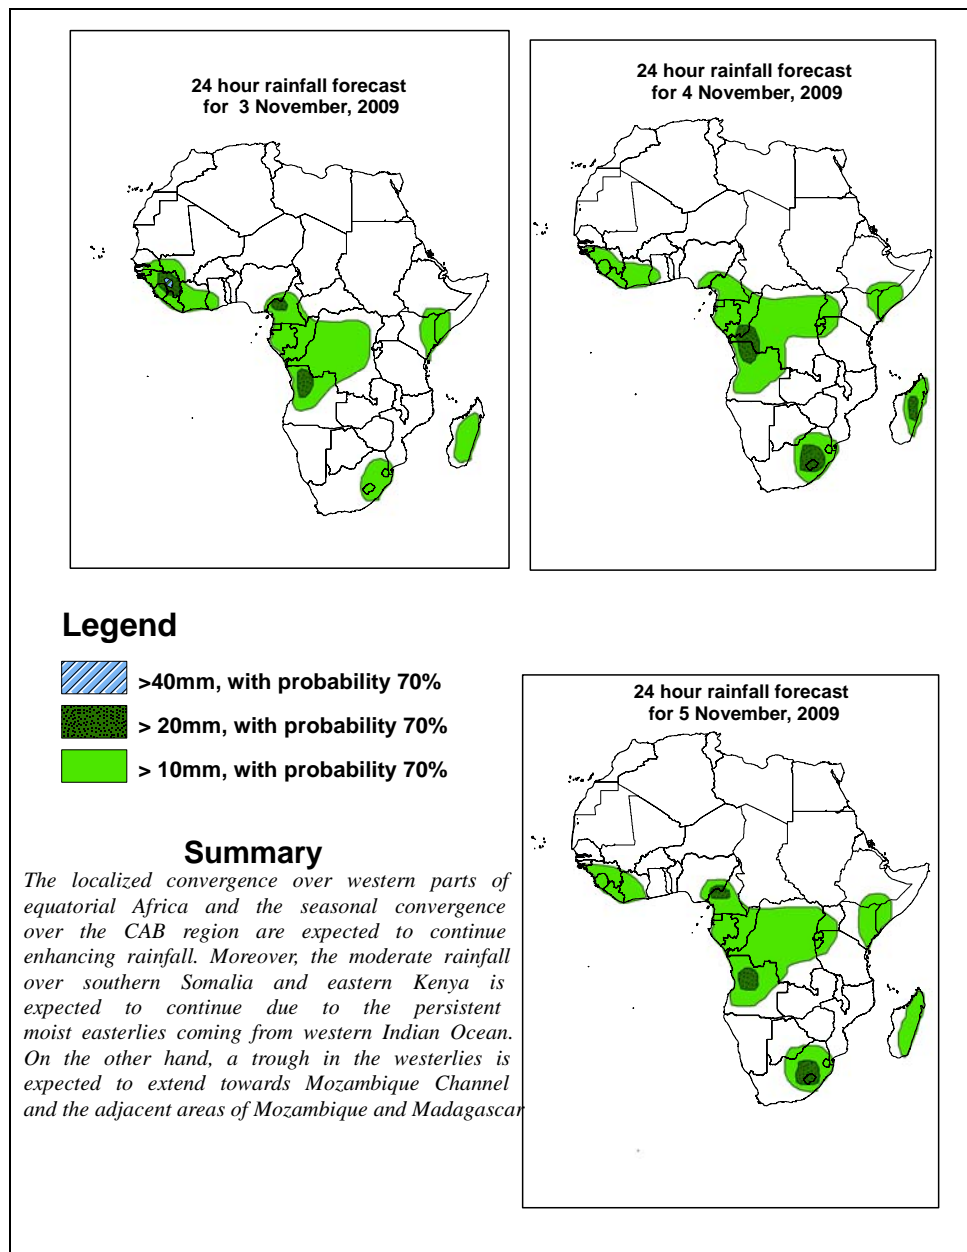 24 hour rainfall forecast
for 3 November, 2009
24 hour rainfall forecast
for 4 November, 2009
Legend
>40mm, with probability 70%
> 20mm, with probability 70%
> 10mm, with probability 70%
24 hour rainfall forecast
for 5 November, 2009
Summary
The localized convergence over western parts of
equatorial Africa and the seasonal convergence
over the CAB region are expected to continue
enhancing rainfall. Moreover, the moderate rainfall
over southern Somalia and eastern Kenya is
expected to continue due to the persistent
moist easterlies coming from western Indian Ocean.
On the other hand, a trough in the westerlies is
expected to extend towards Mozambique Channel
and the adjacent areas of Mozambique and Madagascar